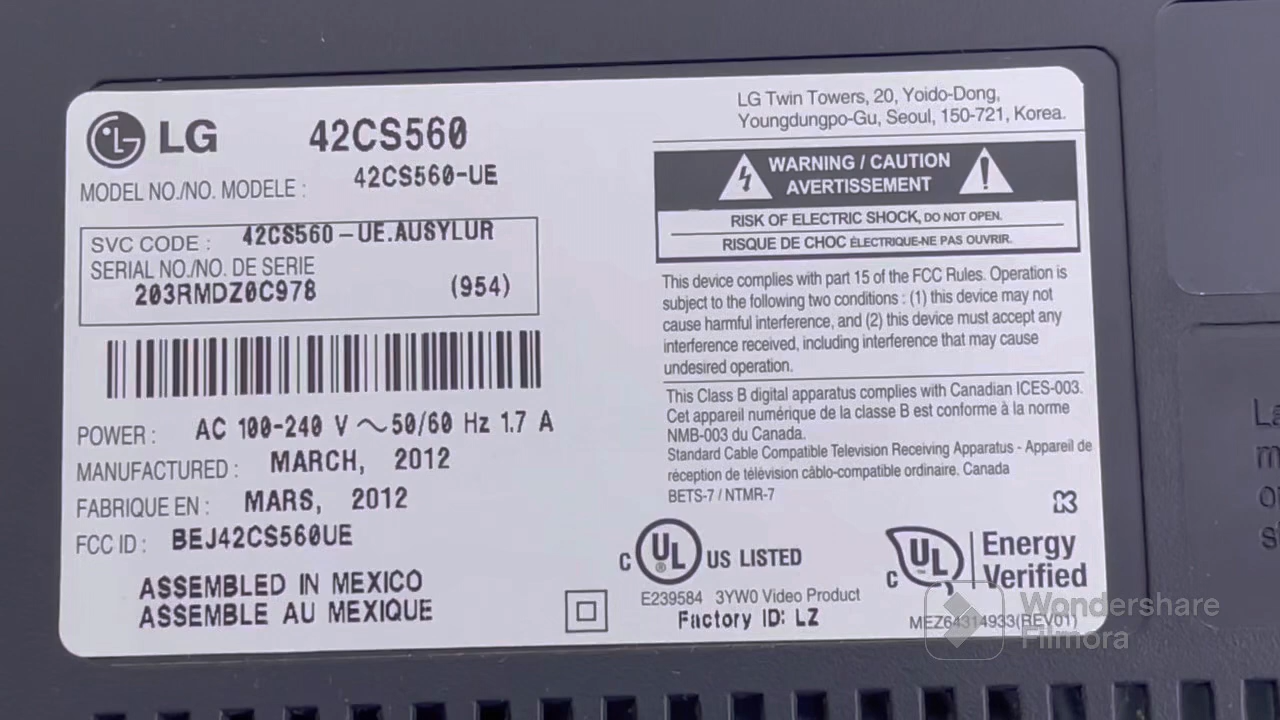 LG
42CS560
MODEL NO./NO. MODELE : 42CS560-UE
SVC CODE : 42CS560-UE.AUSYLUR
SERIAL NO./NO. DE SERIE
203RMDZ0C978 (954)
POWER : AC 100-240 V ~ 50/60 Hz 1.7 A
MANUFACTURED : MARCH, 2012
FABRIQUE EN : MARS, 2012
FCC ID : BEJ42CS560UE
ASSEMBLED IN MEXICO
ASSEMBLE AU MEXIQUE
LG Twin Towers, 20, Yoido-Dong,
Youngdungpo-Gu, Seoul, 150-721, Korea.
WARNING / CAUTION
AVERTISSEMENT
RISK OF ELECTRIC SHOCK, DO NOT OPEN.
RISQUE DE CHOC ÉLECTRIQUE-NE PAS OUVRIR.
This device complies with part 15 of the FCC Rules. Operation is
subject to the following two conditions : (1) this device may not
cause harmful interference, and (2) this device must accept any
interference received, including interference that may cause
undesired operation.
This Class B digital apparatus complies with Canadian ICES-003.
Cet appareil numérique de la classe B est conforme à la norme
NMB-003 du Canada.
Standard Cable Compatible Television Receiving Apparatus - Appareil de
réception de télévision câblo-compatible ordinaire. Canada
BETS-7 / NTMR-7
C UL ® US LISTED
E239584 3YW0 Video Product
Factory ID: LZ
C UL Energy
Verified
MEZ64314933(REV01)
Wondershare
Filmora